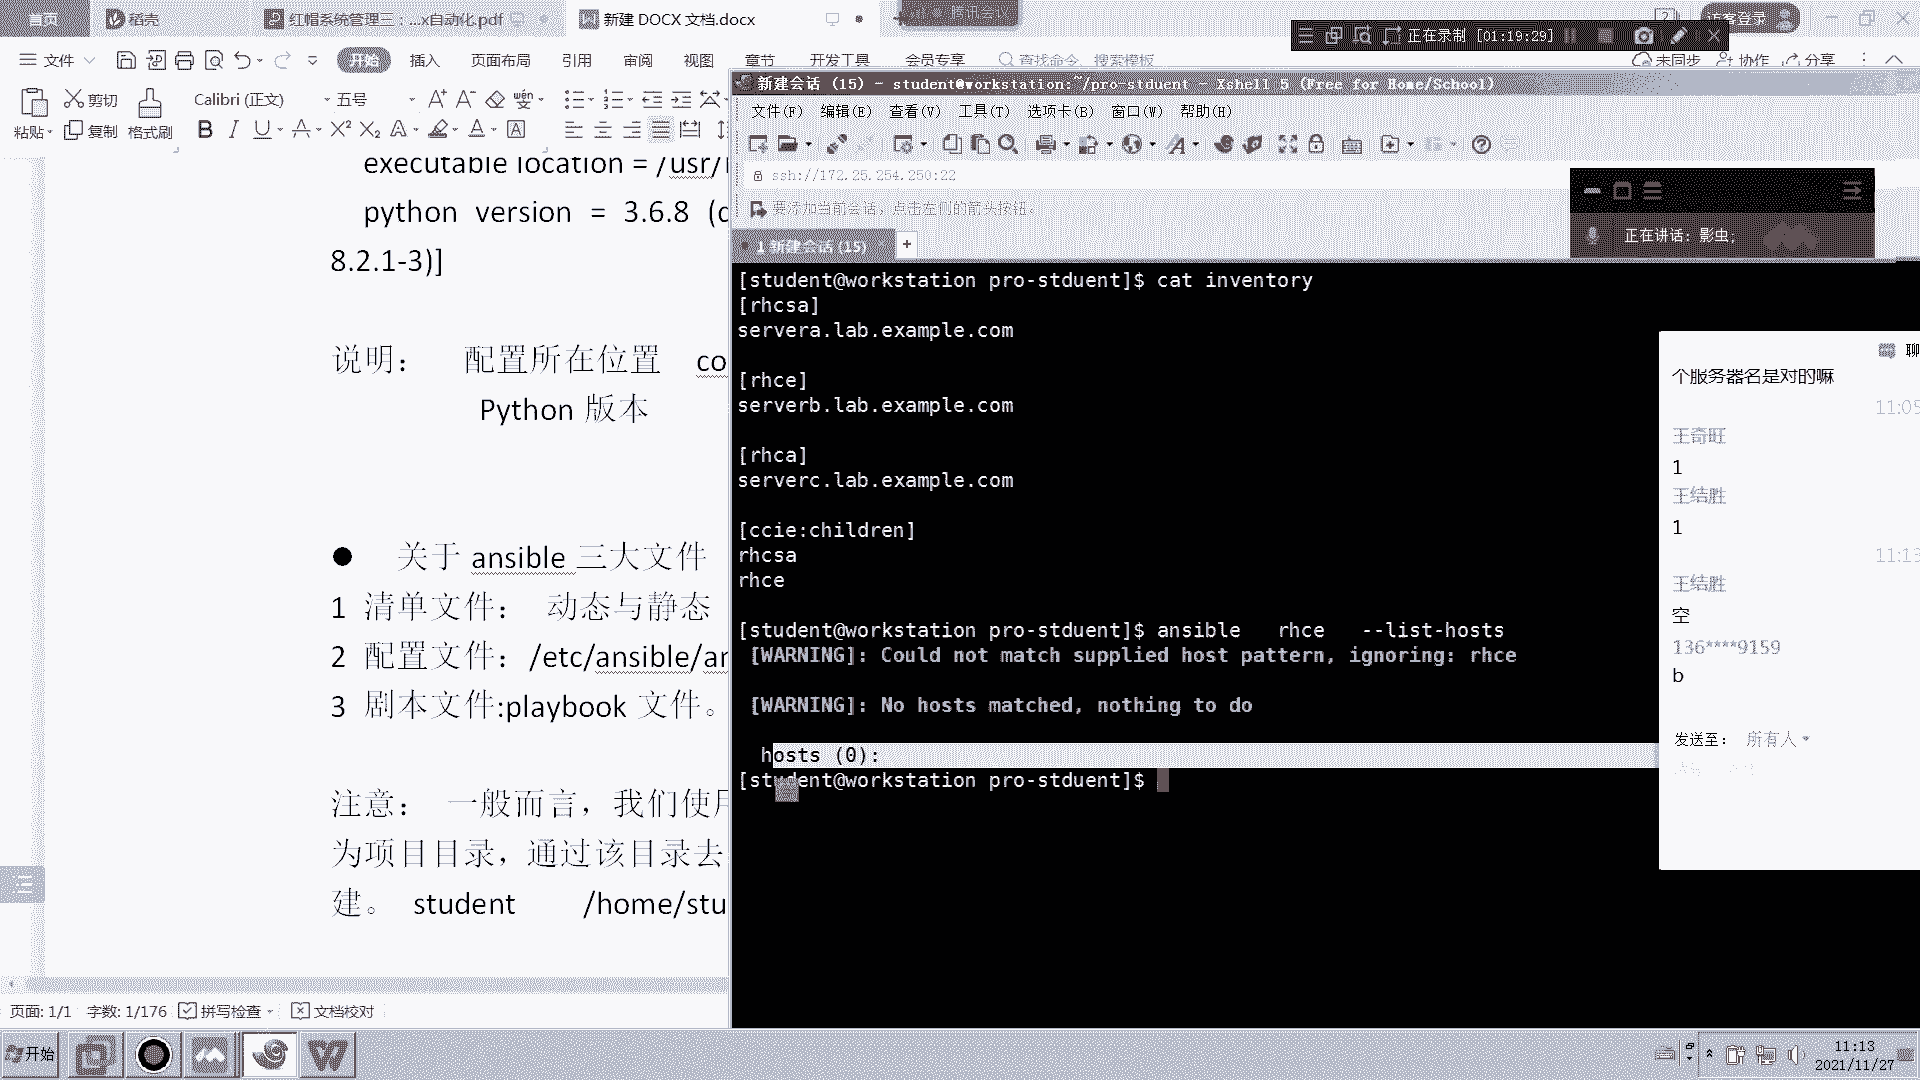 首页
稻壳
红帽系统管理三：...x自动化.pdf
新建 DOCX 文档.docx
腾讯会议
访客登录
正在录制 [01:19:29]
文件
开始
插入
页面布局
引用
审阅
视图
章节
开发工具
会员专享
查找命令、搜索模板
未同步
协作
分享
粘贴
剪切
复制
格式刷
Calibri (正文)
五号
executable location = /usr/
python version = 3.6.8 (
8.2.1-3)]
说明： 配置所在位置 co
Python 版本
● 关于 ansible 三大文件
1 清单文件： 动态与静态
2 配置文件：/etc/ansible/an
3 剧本文件:playbook 文件。
注意： 一般而言，我们使用
为项目目录，通过该目录去
建。 student /home/stu
新建会话 (15) - student@workstation:~/pro-stduent - Xshell 5 (Free for Home/School)
文件(F) 编辑(E) 查看(V) 工具(T) 选项卡(B) 窗口(W) 帮助(H)
ssh://172.25.254.250:22
要添加当前会话，点击左侧的箭头按钮。
1 新建会话 (15)
+
正在讲话: 影虫;
[student@workstation pro-stduent]$ cat inventory
[rhcsa]
servera.lab.example.com
[rhce]
serverb.lab.example.com
[rhca]
serverc.lab.example.com
[ccie:children]
rhcsa
rhce
[student@workstation pro-stduent]$ ansible rhce --list-hosts
[WARNING]: Could not match supplied host pattern, ignoring: rhce
[WARNING]: No hosts matched, nothing to do
hosts (0):
[student@workstation pro-stduent]$
聊
个服务器名是对的嘛
11:05
王奇旺
1
王结胜
1
11:13
王结胜
空
136****9159
b
发送至： 所有人
页面: 1/1 字数: 1/176 拼写检查 文档校对
开始
11:13
2021/11/27